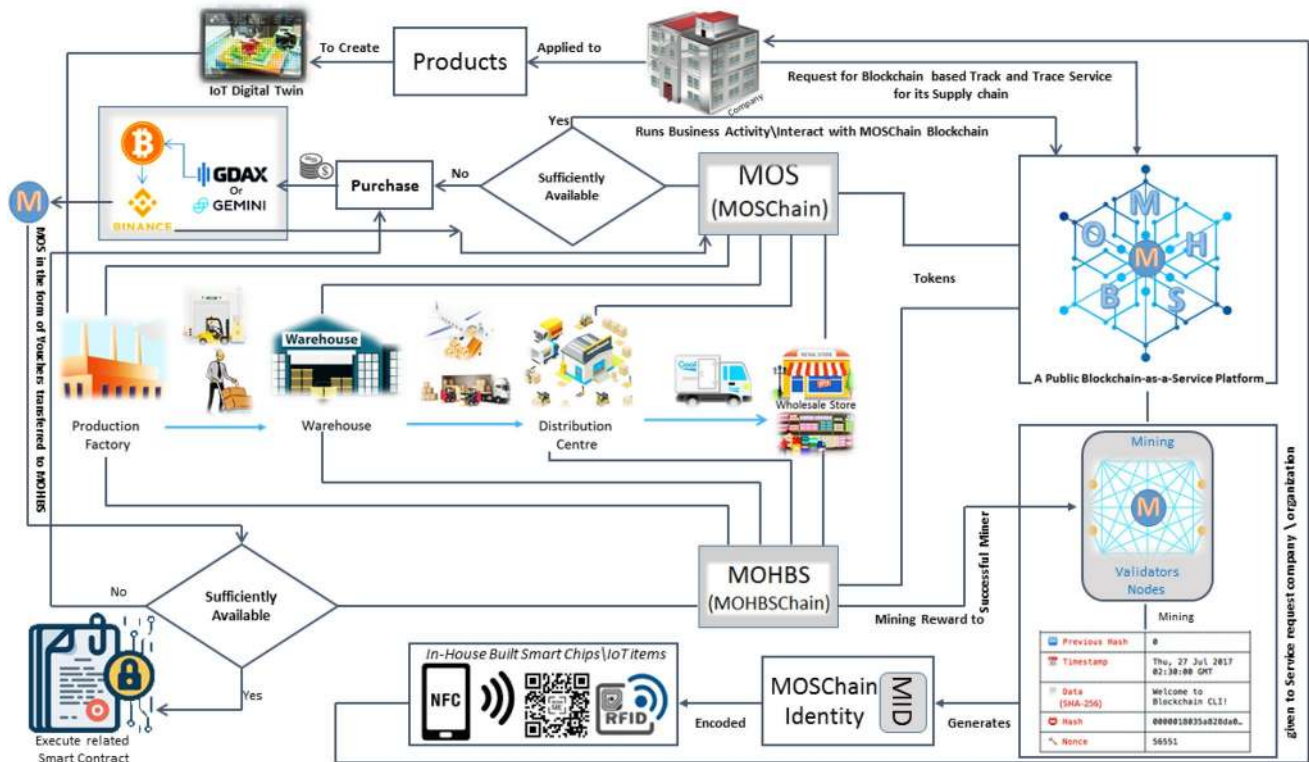 To Create
Products
Applied to
IoT Digital Twin
Company
Request for Blockchain based Track and Trace Service
for its Supply chain
Yes
Runs Business Activity\Interact with MOSChain Blockchain
GDAX
Or
GEMINI
BINANCE
Purchase
No
Sufficiently
Available
MOS
(MOSChain)
M
M
O
H
M
B
S
Tokens
A Public Blockchain-as-a-Service Platform
MOS in the form of Vouchers transferred to MOHBS
Warehouse
Cool
RETAIL STORE
Wholesale Store
Production
Factory
Warehouse
Distribution
Centre
Mining
M
Validators
Nodes
Mining
given to Service request company \ organization
Successful Miner
No
Sufficiently
Available
MOHBS
(MOHBSChain)
Mining Reward to
Yes
Execute related
Smart Contract
In-House Built Smart Chips\IoT items
NFC
RFID
Encoded
MOSChain
Identity
MID
Generates
Previous Hash
0
Timestamp
Thu, 27 Jul 2017
02:30:00 GMT
Data
(SHA-256)
Welcome to
Blockchain CLI!
Hash
0000018035a828da0…
Nonce
56551